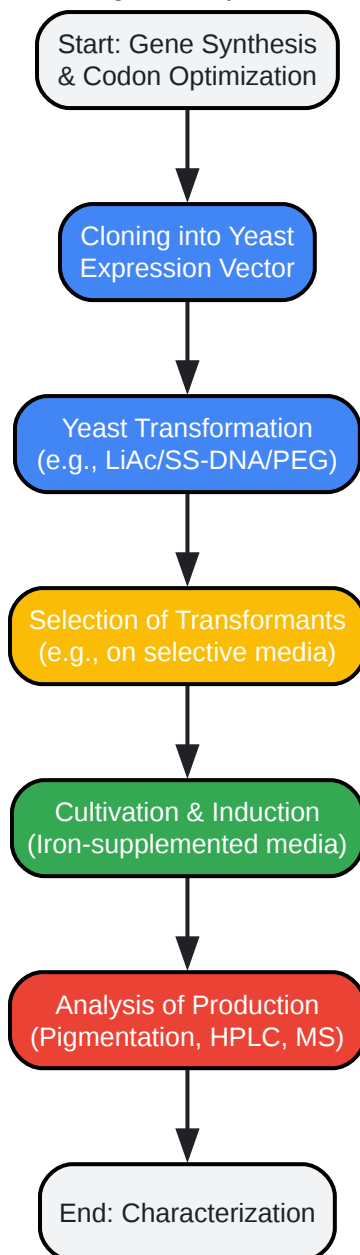 Start: Gene Synthesis
& Codon Optimization
Cloning into Yeast
Expression Vector
Yeast Transformation
(e.g., LiAc/SS-DNA/PEG)
Selection of Transformants
(e.g., on selective media)
Cultivation & Induction
(Iron-supplemented media)
Analysis of Production
(Pigmentation, HPLC, MS)
End: Characterization